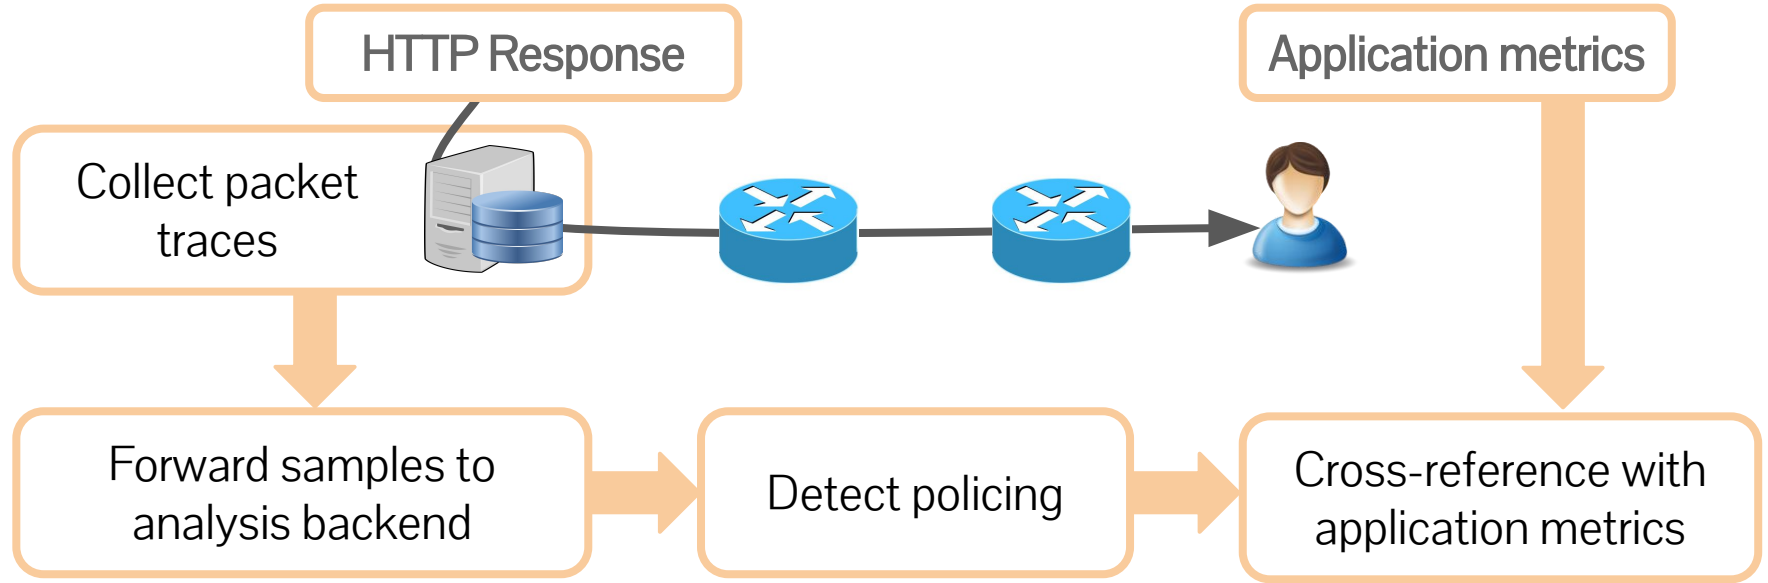 HTTP Response
Application metrics
Collect packet
traces
Forward samples to
analysis backend
Detect policing
Cross-reference with
application metrics